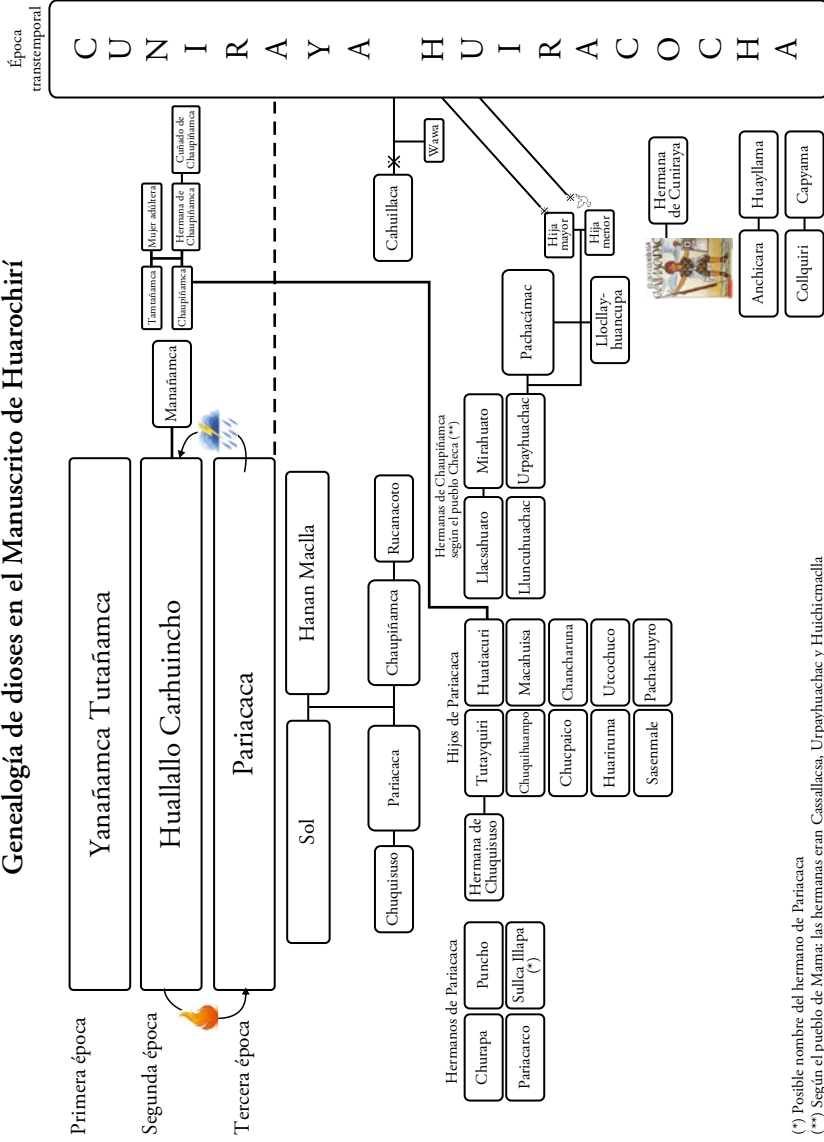 Genealogía de dioses en el Manuscrito de Huarochirí
Primera época
Yanañamca Tutañamca
Segunda época
Huallallo Carhuincho
Manañamca
Tamtañamca
Mujer adúltera
Chaupiñamca
Hermana de
Chaupiñamca
Cuñado de
Chaupiñamca
Tercera época
Pariacaca
Época
transtemporal
CUNIRAYA HUIRACOCHA
Sol
Hanan Maclla
Chuquisuso
Pariacaca
Chaupiñamca
Rucanacoto
Cahuillaca
Wawa
Hermanos de Pariacaca
Churapa
Puncho
Pariacarco
Sullca Illapa
(*)
Hermana de
Chuquisuso
Hijos de Pariacaca
Tutayquiri
Huatiacuri
Chuquihuampo
Macahuisa
Chucpaico
Chancharuna
Huariruma
Utcochuco
Sasenmale
Pachachuyro
Hermanas de Chaupiñamca
según el pueblo Checa (**)
Llacsahuato
Mirahuato
Lluncuhuachac
Urpayhuachac
Pachacámac
Llocllay-
huancupa
Hija
mayor
Hija
menor
Hermana
de Cuniraya
Anchicara
Huayllama
Collquiri
Capyama
(*) Posible nombre del hermano de Pariacaca
(**) Según el pueblo de Mama: las hermanas eran Cassallacsa, Urpayhuachac y Huichicmaclla